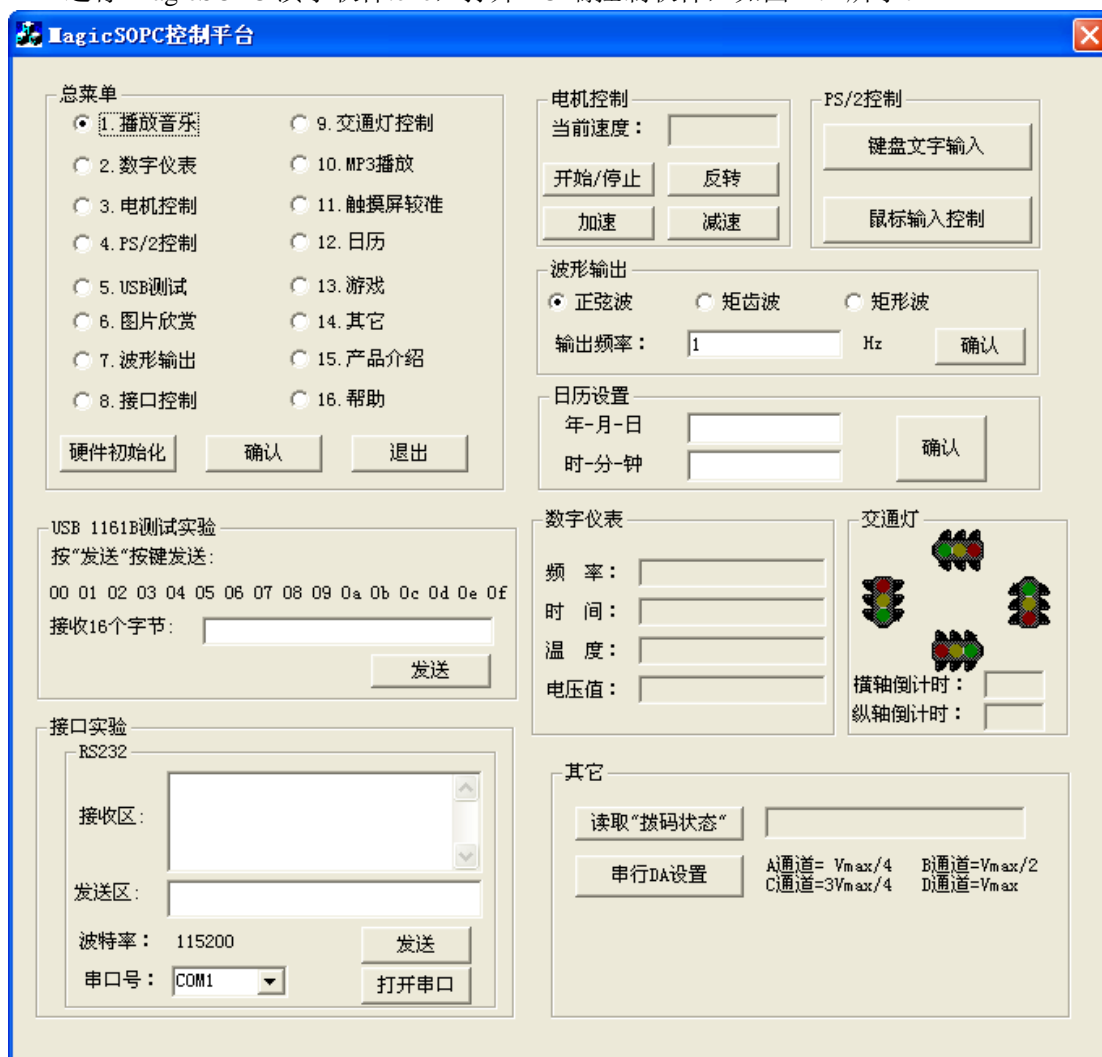 MagicSOPC控制平台
总菜单
1.播放音乐
2.数字仪表
3.电机控制
4.PS/2控制
5.USB测试
6.图片欣赏
7.波形输出
8.接口控制
9.交通灯控制
10.MP3播放
11.触摸屏较准
12.日历
13.游戏
14.其它
15.产品介绍
16.帮助
硬件初始化
确认
退出
电机控制
当前速度：
开始/停止
反转
加速
减速
PS/2控制
键盘文字输入
鼠标输入控制
波形输出
正弦波
矩齿波
矩形波
输出频率：
1
Hz
确认
日历设置
年-月-日
时-分-钟
确认
USB 1161B测试实验
按“发送“按键发送:
00 01 02 03 04 05 06 07 08 09 0a 0b 0c 0d 0e 0f
接收16个字节:
发送
数字仪表
频 率：
时 间：
温 度：
电压值：
交通灯
横轴倒计时：
纵轴倒计时：
接口实验
RS232
接收区:
发送区:
波特率：
115200
发送
串口号：
COM1
打开串口
其它
读取“拨码状态“
串行DA设置
A通道= Vmax/4 B通道=Vmax/2
C通道=3Vmax/4 D通道=Vmax